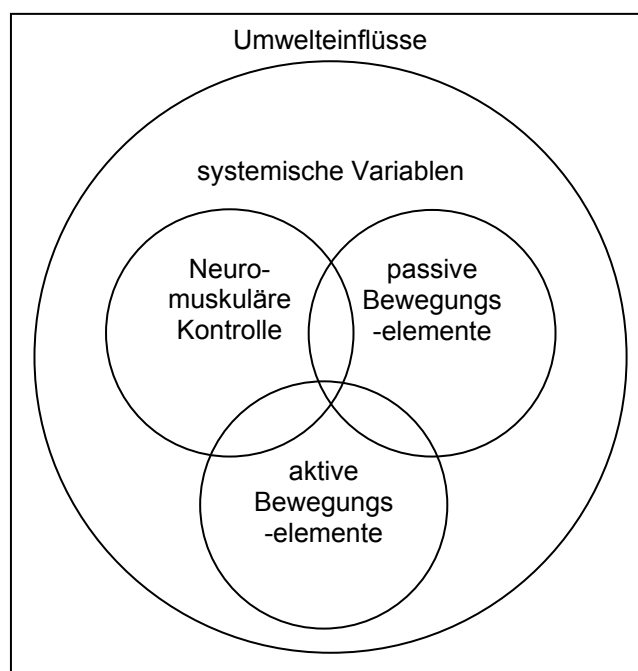 Umwelteinflüsse
systemische Variablen
Neuro-
muskuläre
Kontrolle
passive
Bewegungs
-elemente
aktive
Bewegungs
-elemente